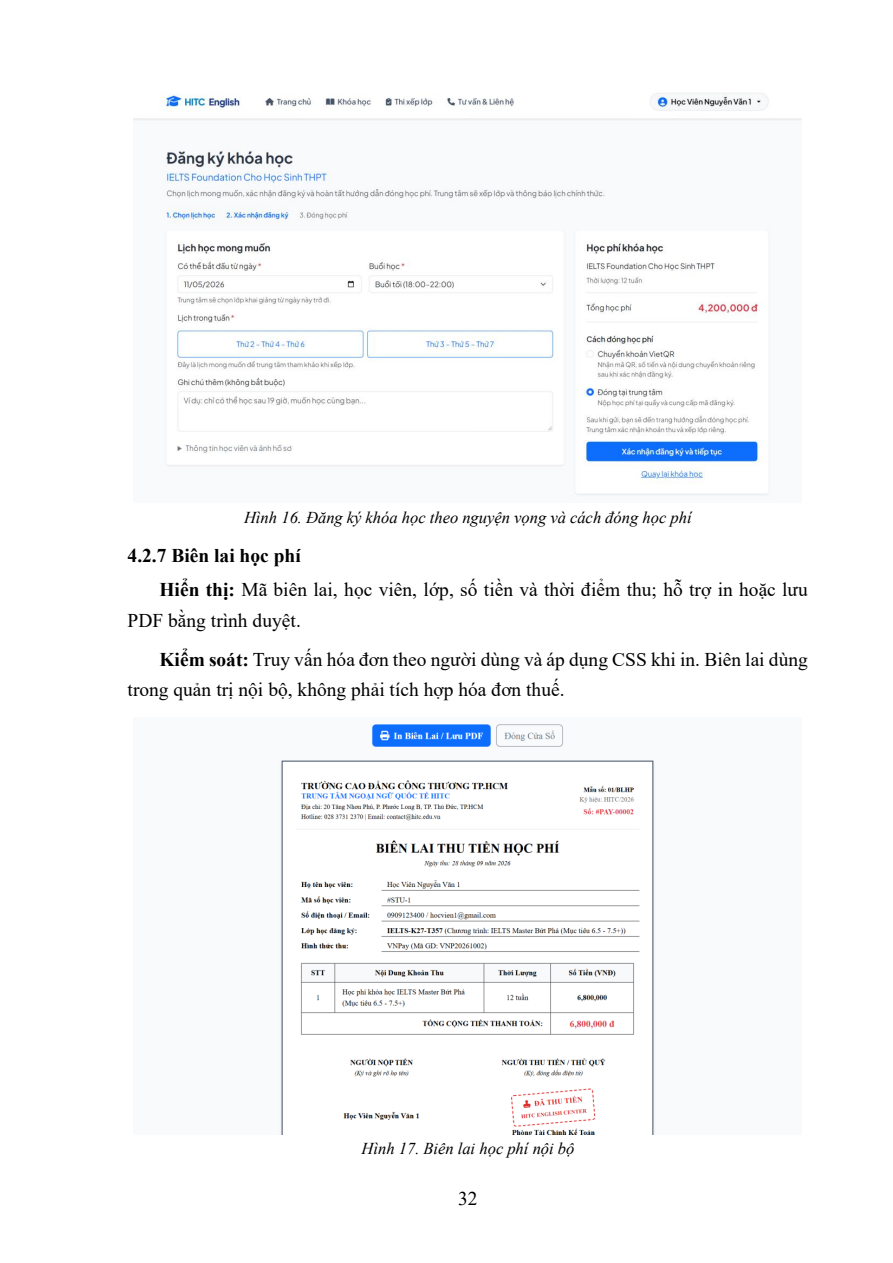 HITC English Trang chủ Khóa học Thi xếp lớp Tư vấn & Liên hệ Học Viên Nguyễn Văn 1
Đăng ký khóa học
IELTS Foundation Cho Học Sinh THPT
Chọn lịch mong muốn, xác nhận đăng ký và hoàn tất hướng dẫn đóng học phí. Trung tâm sẽ xếp lớp và thông báo lịch chính thức.
1. Chọn lịch học 2. Xác nhận đăng ký 3. Đóng học phí
Lịch học mong muốn
Có thể bắt đầu từ ngày * Buổi học *
11/05/2026 Buổi tối (18:00-22:00)
Trung tâm sẽ chọn lớp khai giảng từ ngày này trở đi.
Lịch trong tuần *
Thứ 2 - Thứ 4 - Thứ 6 Thứ 3 - Thứ 5 - Thứ 7
Đây là lịch mong muốn để trung tâm tham khảo khi xếp lớp.
Ghi chú thêm (không bắt buộc)
Ví dụ: chỉ có thể học sau 19 giờ, muốn học cùng bạn...
Thông tin học viên và ảnh hồ sơ
Học phí khóa học
IELTS Foundation Cho Học Sinh THPT
Thời lượng: 12 tuần
Tổng học phí 4,200,000 đ
Cách đóng học phí
Chuyển khoản VietQR
Nhận mã QR, số tiền và nội dung chuyển khoản riêng
sau khi xác nhận đăng ký.
Đóng tại trung tâm
Nộp học phí tại quầy và cung cấp mã đăng ký.
Sau khi gửi, bạn sẽ đến trang hướng dẫn đóng học phí.
Trung tâm xác nhận khoản thu và xếp lớp riêng.
Xác nhận đăng ký và tiếp tục
Quay lại khóa học
Hình 16. Đăng ký khóa học theo nguyện vọng và cách đóng học phí
4.2.7 Biên lai học phí
Hiển thị: Mã biên lai, học viên, lớp, số tiền và thời điểm thu; hỗ trợ in hoặc lưu
PDF bằng trình duyệt.
Kiểm soát: Truy vấn hóa đơn theo người dùng và áp dụng CSS khi in. Biên lai dùng
trong quản trị nội bộ, không phải tích hợp hóa đơn thuế.
In Biên Lai / Lưu PDF Đóng Cửa Sổ
TRƯỜNG CAO ĐẲNG CÔNG THƯƠNG TP.HCM
TRUNG TÂM NGOẠI NGỮ QUỐC TẾ HITC
Địa chỉ: 20 Tăng Nhơn Phú, P. Phước Long B, TP. Thủ Đức, TP.HCM
Hotline: 028 3731 2370 | Email: contact@hitc.edu.vn
Mẫu số: 01/BLHP
Ký hiệu: HITC/2026
Số: #PAY-00002
BIÊN LAI THU TIỀN HỌC PHÍ
Ngày thu: 28 tháng 09 năm 2026
Họ tên học viên: Học Viên Nguyễn Văn 1
Mã số học viên: #STU-1
Số điện thoại / Email: 0909123400 / hocvien1@gmail.com
Lớp học đăng ký: IELTS-K27-T357 (Chương trình: IELTS Master Bứt Phá (Mục tiêu 6.5 - 7.5+))
Hình thức thu: VNPay (Mã GD: VNP20261002)
STT Nội Dung Khoản Thu Thời Lượng Số Tiền (VNĐ)
1 Học phí khóa học IELTS Master Bứt Phá 12 tuần 6,800,000
(Mục tiêu 6.5 - 7.5+)
TỔNG CỘNG TIỀN THANH TOÁN: 6,800,000 đ
NGƯỜI NỘP TIỀN NGƯỜI THU TIỀN / THỦ QUỸ
(Ký và ghi rõ họ tên) (Ký, đóng dấu điện tử)
ĐÃ THU TIỀN
HITC ENGLISH CENTER
Học Viên Nguyễn Văn 1
Phòng Tài Chính Kế Toán
Hình 17. Biên lai học phí nội bộ
32